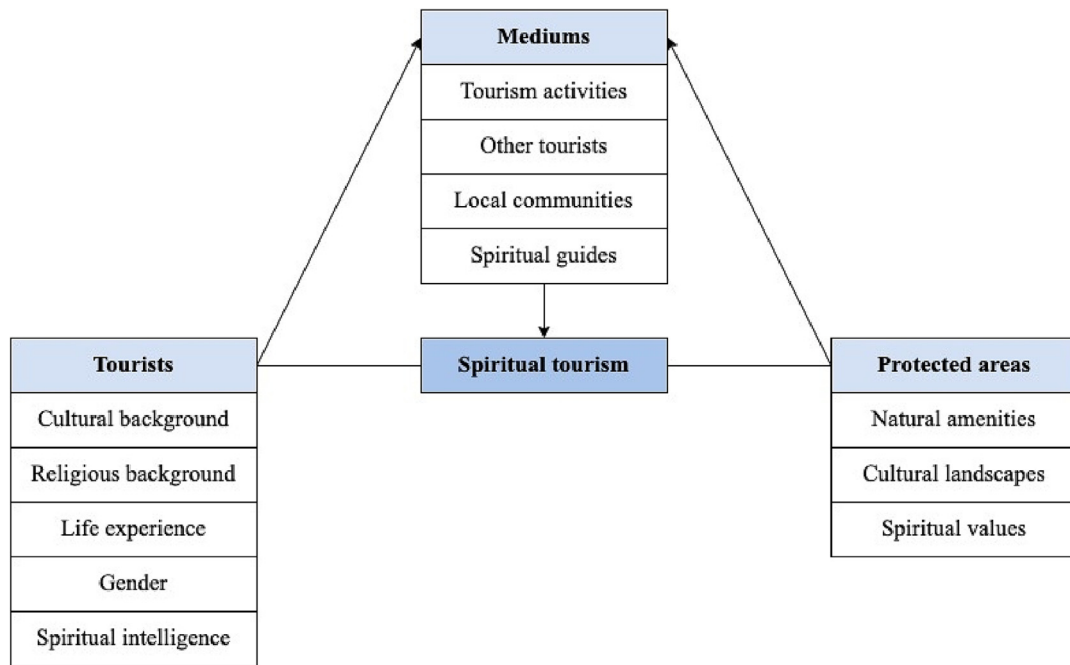 Mediums
Tourism activities
Other tourists
Local communities
Spiritual guides
Spiritual tourism
Tourists
Cultural background
Religious background
Life experience
Gender
Spiritual intelligence
Protected areas
Natural amenities
Cultural landscapes
Spiritual values